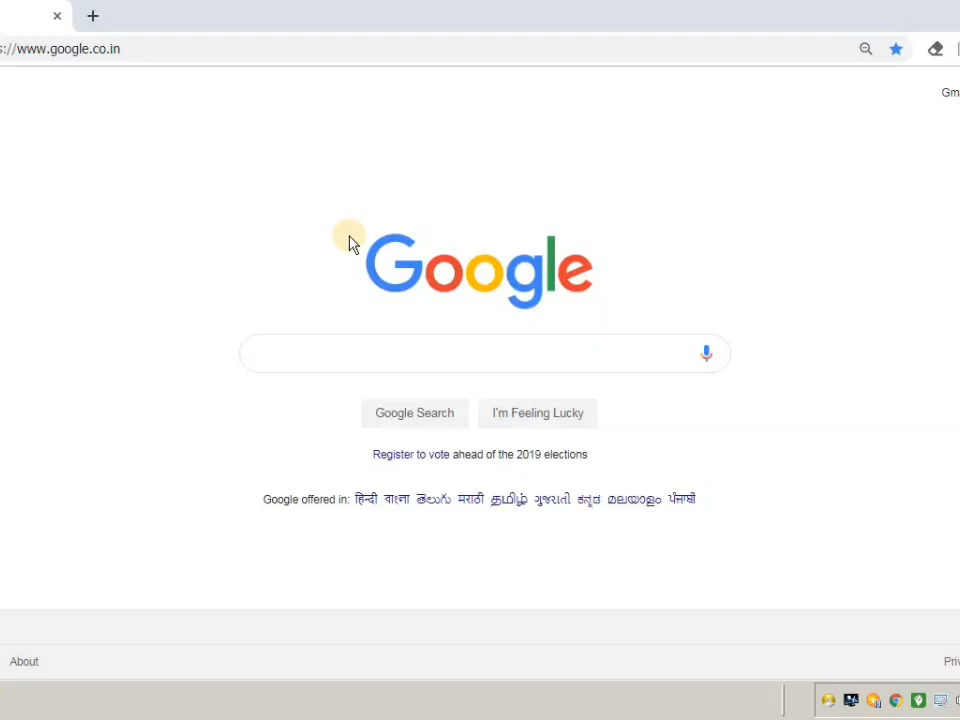 s://www.google.co.in
Gm
Google
Google Search I'm Feeling Lucky
Register to vote ahead of the 2019 elections
Google offered in: हिन्दी বাংলা తెలుగు मराठी தமிழ் ગુજરાતી ಕನ್ನಡ മലയാളം ਪੰਜਾਬੀ
About Priv